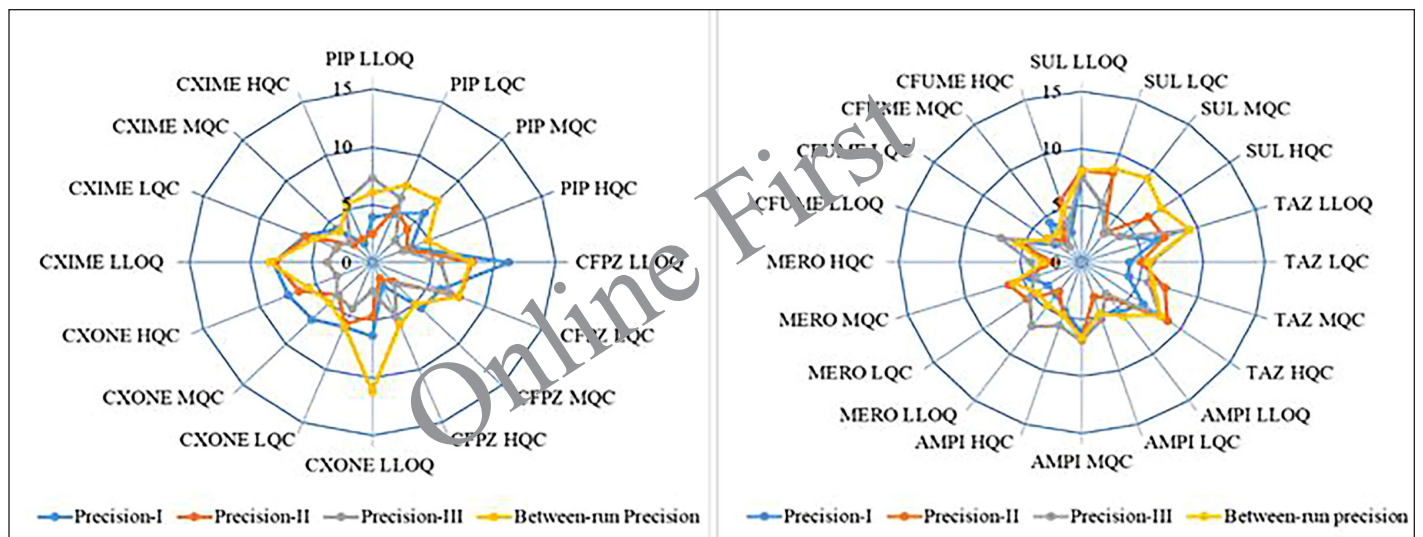 PIP LLOQ
CXIME HQC
15
PIP LQC
CXIME MQC
PIP MQC
10
CXIME LQC
PIP HQC
5
CXIME LLOQ
0
CFPZ LLOQ
CXONE HQC
CFPZ LQC
CXONE MQC
CFPZ MQC
CXONE LQC
CFPZ HQC
CXONE LLOQ
Precision-I Precision-II Precision-III Between-run Precision
SUL LLOQ
CFUME HQC
15
SUL LQC
CFUME MQC
SUL MQC
CFUME LQC
10
SUL HQC
CFUME LLOQ
5
TAZ LLOQ
MERO HQC
0
TAZ LQC
MERO MQC
TAZ MQC
MERO LQC
TAZ HQC
MERO LLOQ
AMPI LLOQ
AMPI HQC
AMPI LQC
AMPI MQC
Precision-I Precision-II Precision-III Between-run precision
Online First